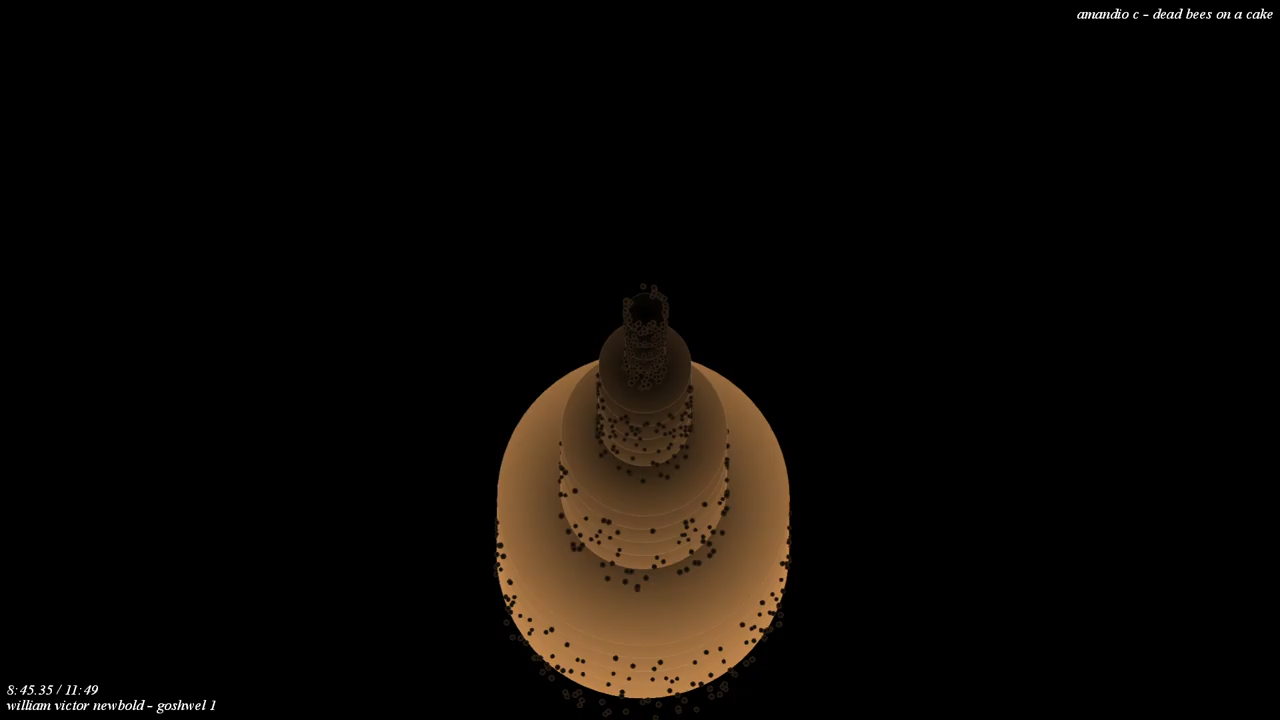 amandio c - dead bees on a cake
8:45.35 / 11:49
william victor newbold - goshwel 1